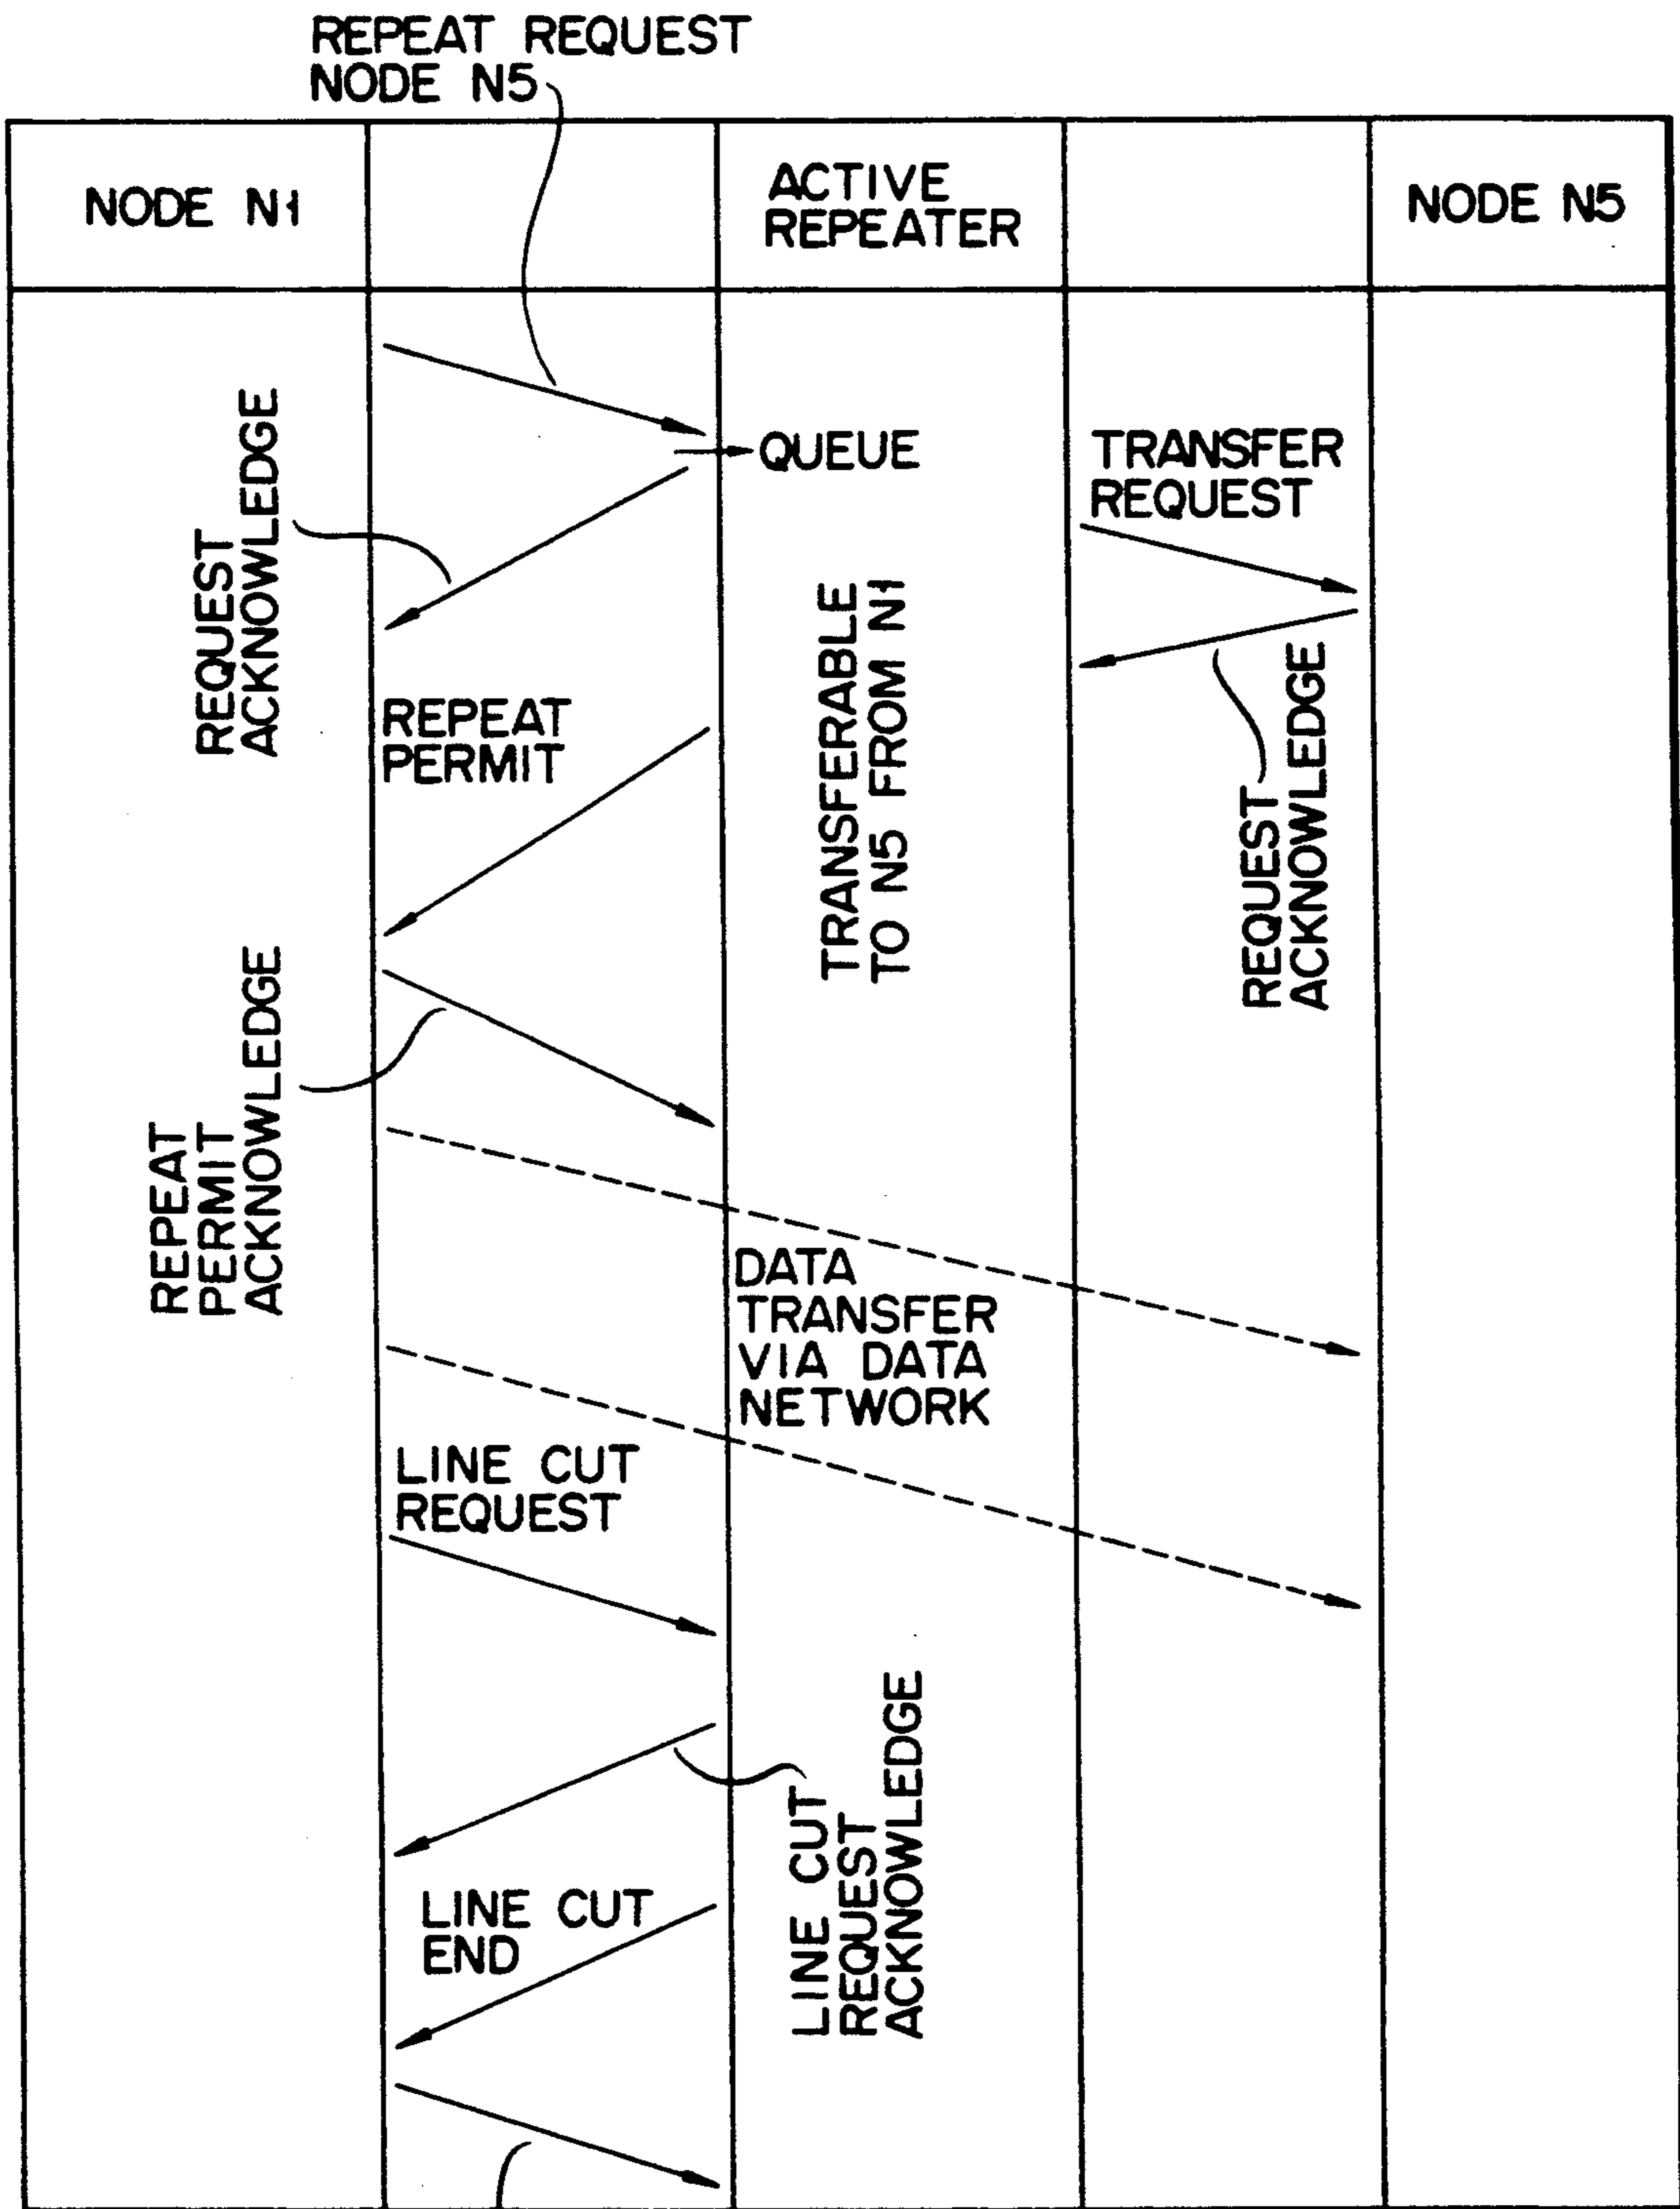 REPEAT REQUEST
NODE N5
NODE N1
ACTIVE
REPEATER
NODE N5
QUEUE
TRANSFER
REQUEST
REQUEST
ACKNOWLEDGE
TRANSFERABLE
TO N5 FROM N1
REQUEST
ACKNOWLEDGE
REPEAT
PERMIT
REPEAT
PERMIT
ACKNOWLEDGE
DATA
TRANSFER
VIA DATA
NETWORK
LINE CUT
REQUEST
LINE CUT
REQUEST
ACKNOWLEDGE
LINE CUT
END